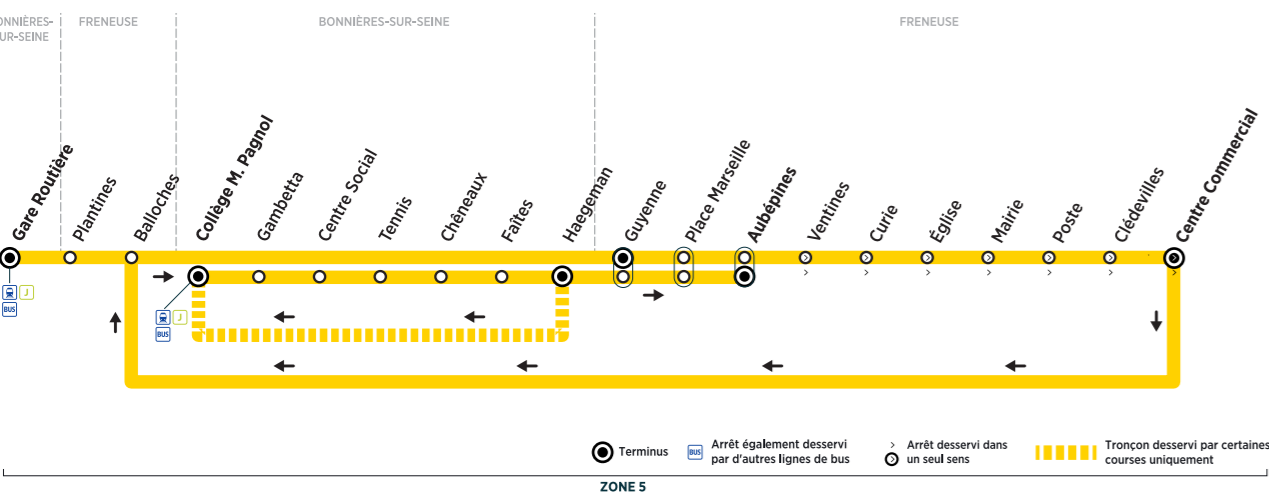 ONNIÈRES-
UR-SEINE
FRENEUSE
BONNIÈRES-SUR-SEINE
FRENEUSE
Gare Routière
Plantines
Balloches
Collège M. Pagnol
Gambetta
Centre Social
Tennis
Chêneaux
Faîtes
Haegeman
Guyenne
Place Marseille
Aubépines
Ventines
Curie
Église
Mairie
Poste
Clédevilles
Centre Commercial
J
BUS
J
BUS
Terminus
BUS
Arrêt également desservi
par d'autres lignes de bus
Arrêt desservi dans
un seul sens
Tronçon desservi par certaines
courses uniquement
ZONE 5